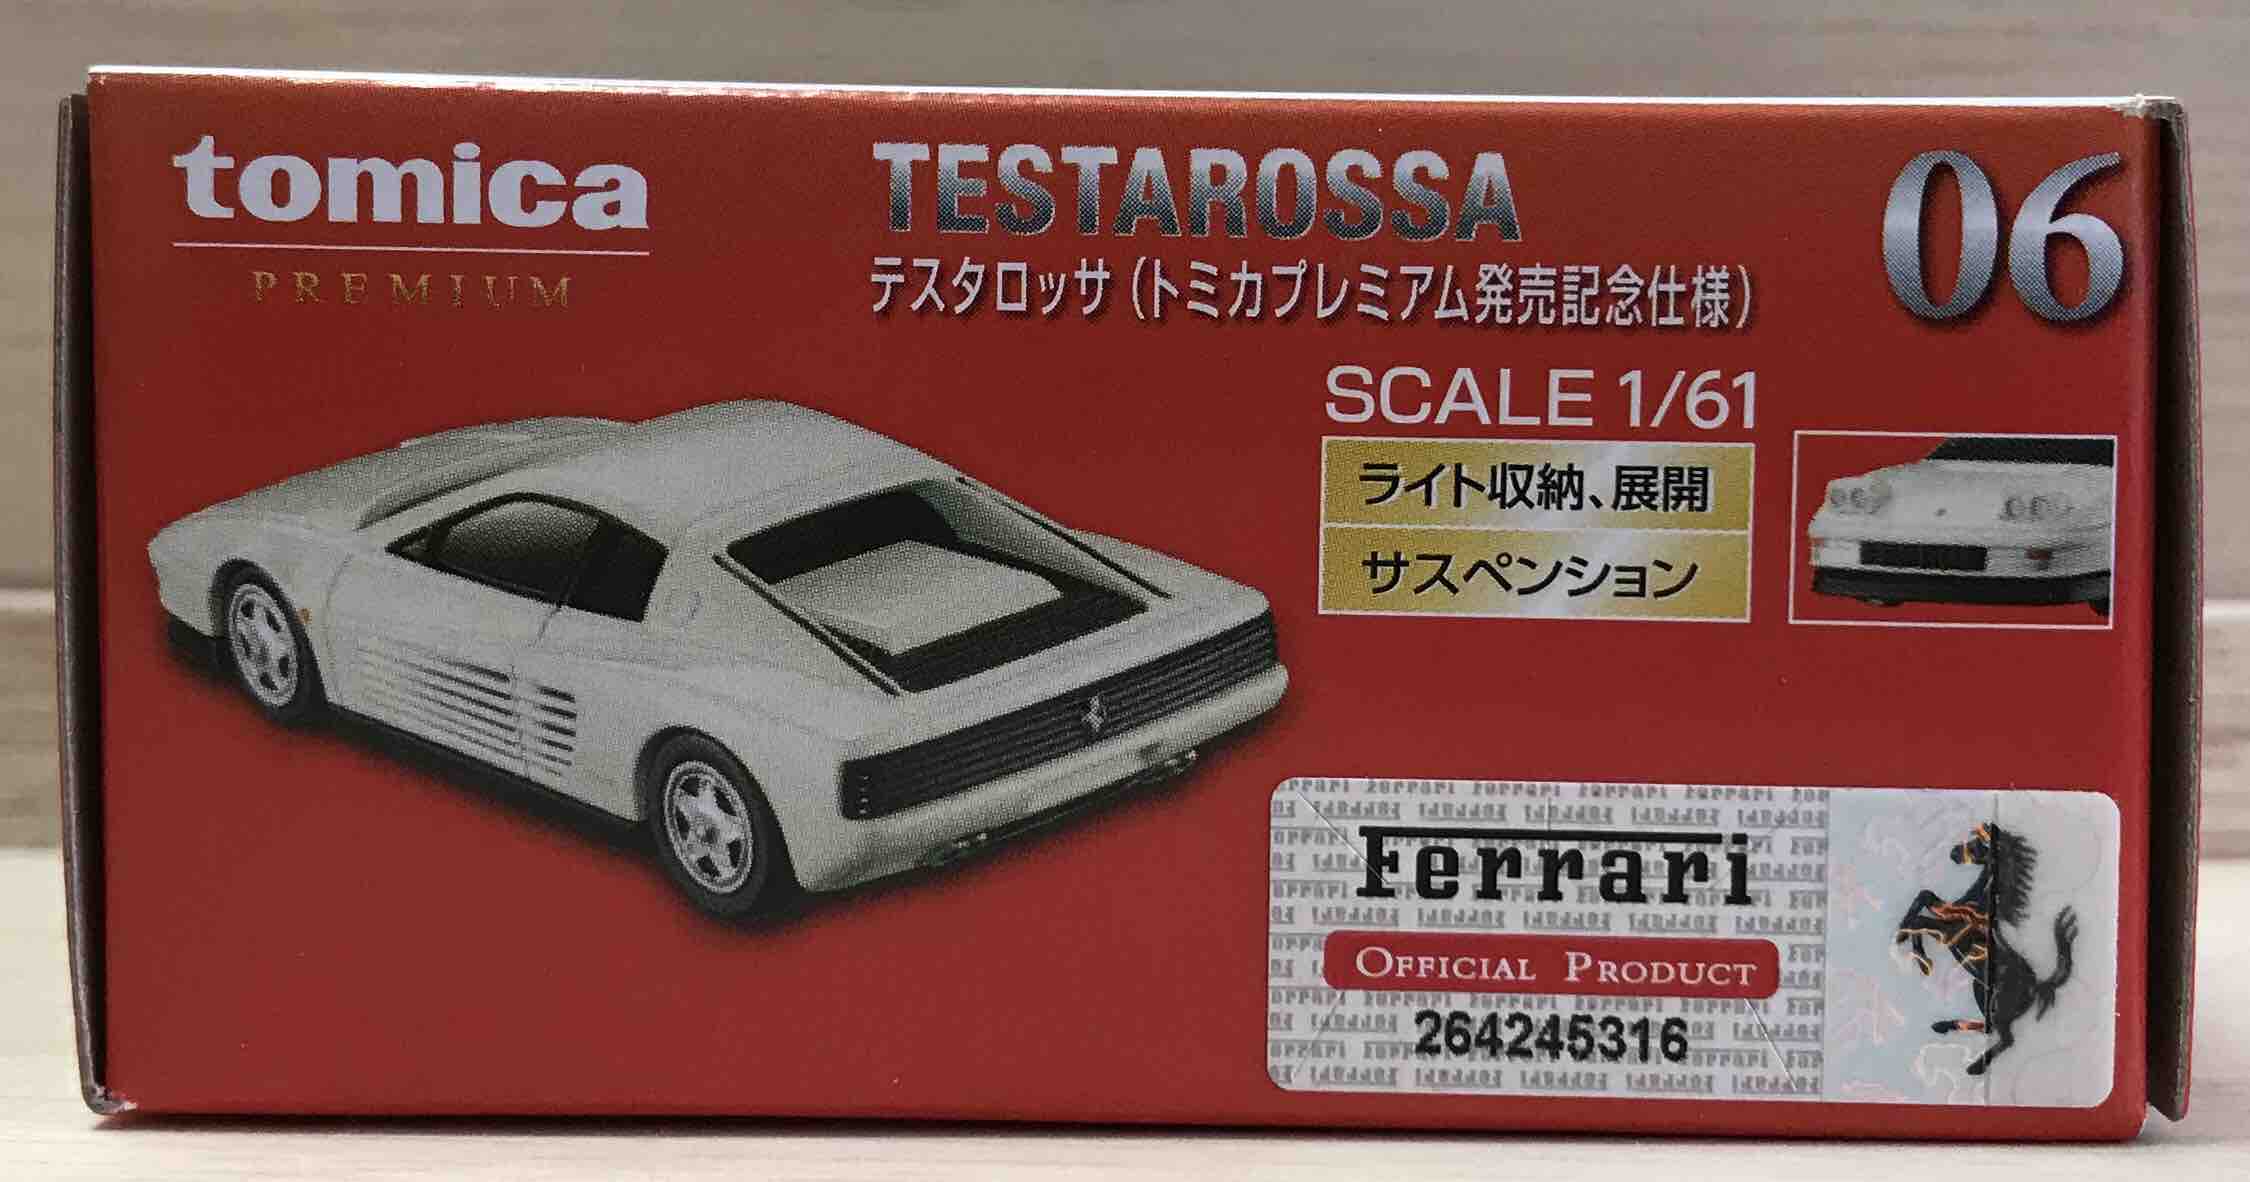 tomica
PREMIUM
TESTAROSSA
テスタロッサ（トミカプレミアム発売記念仕様）
06
SCALE 1/61
ライト収納、展開
サスペンション
Ferrari
OFFICIAL PRODUCT
264245316